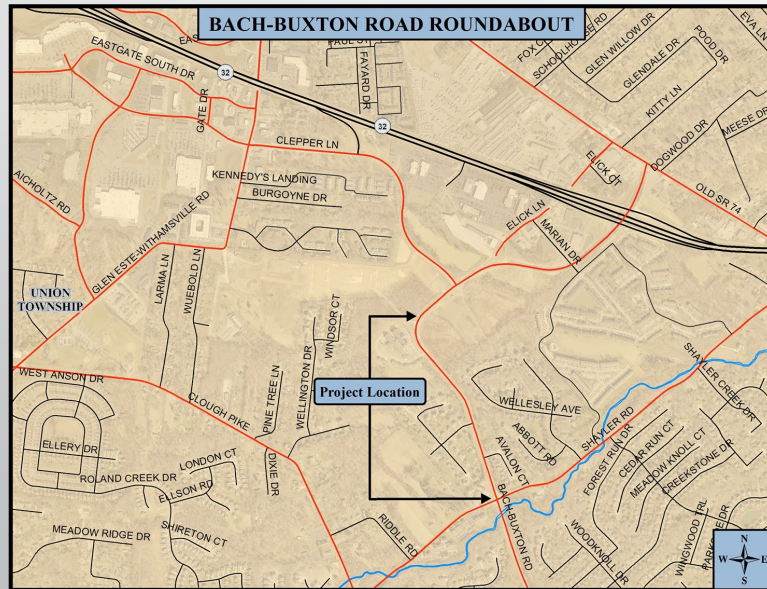 BACH-BUXTON ROAD ROUNDABOUT
EASTGATE SOUTH DR
32
GATE DR
FAYARD DR
SCHOOLHOUSE RD
GLEN WILLOW DR
GLENDALE DR
POGO DR
EVA LN
KITTY LN
DOGWOOD DR
MEESE DR
32
CLEPPER LN
KENNEDY'S LANDING
BURGOYNE DR
AICHOLTZ RD
GLEN ESTE-WITHAMSVILLE RD
ELICK CT
OLD SR 74
ELICK LN
MARIAN DR
UNION
TOWNSHIP
LARMA LN
WUEBOLD LN
WINDSOR CT
WELLINGTON DR
PINE TREE LN
WEST ANSON DR
CLOUGH PIKE
Project Location
WELLESLEY AVE
ABBOTT RD
AVALON CT
SHAYLER RD
SHAYLER CREEK DR
ELLERY DR
ROLAND CREEK DR
LONDON CT
ELLSON RD
DIXIE DR
SHIRETON CT
MEADOW RIDGE DR
RIDDLE RD
BACH-BUXTON RD
FOREST RUN DR
CEDAR RUN CT
MEADOW KNOLL CT
CREEKSTONE DR
WOODKNOLL DR
WINGWOOD TRL
N
W E
S